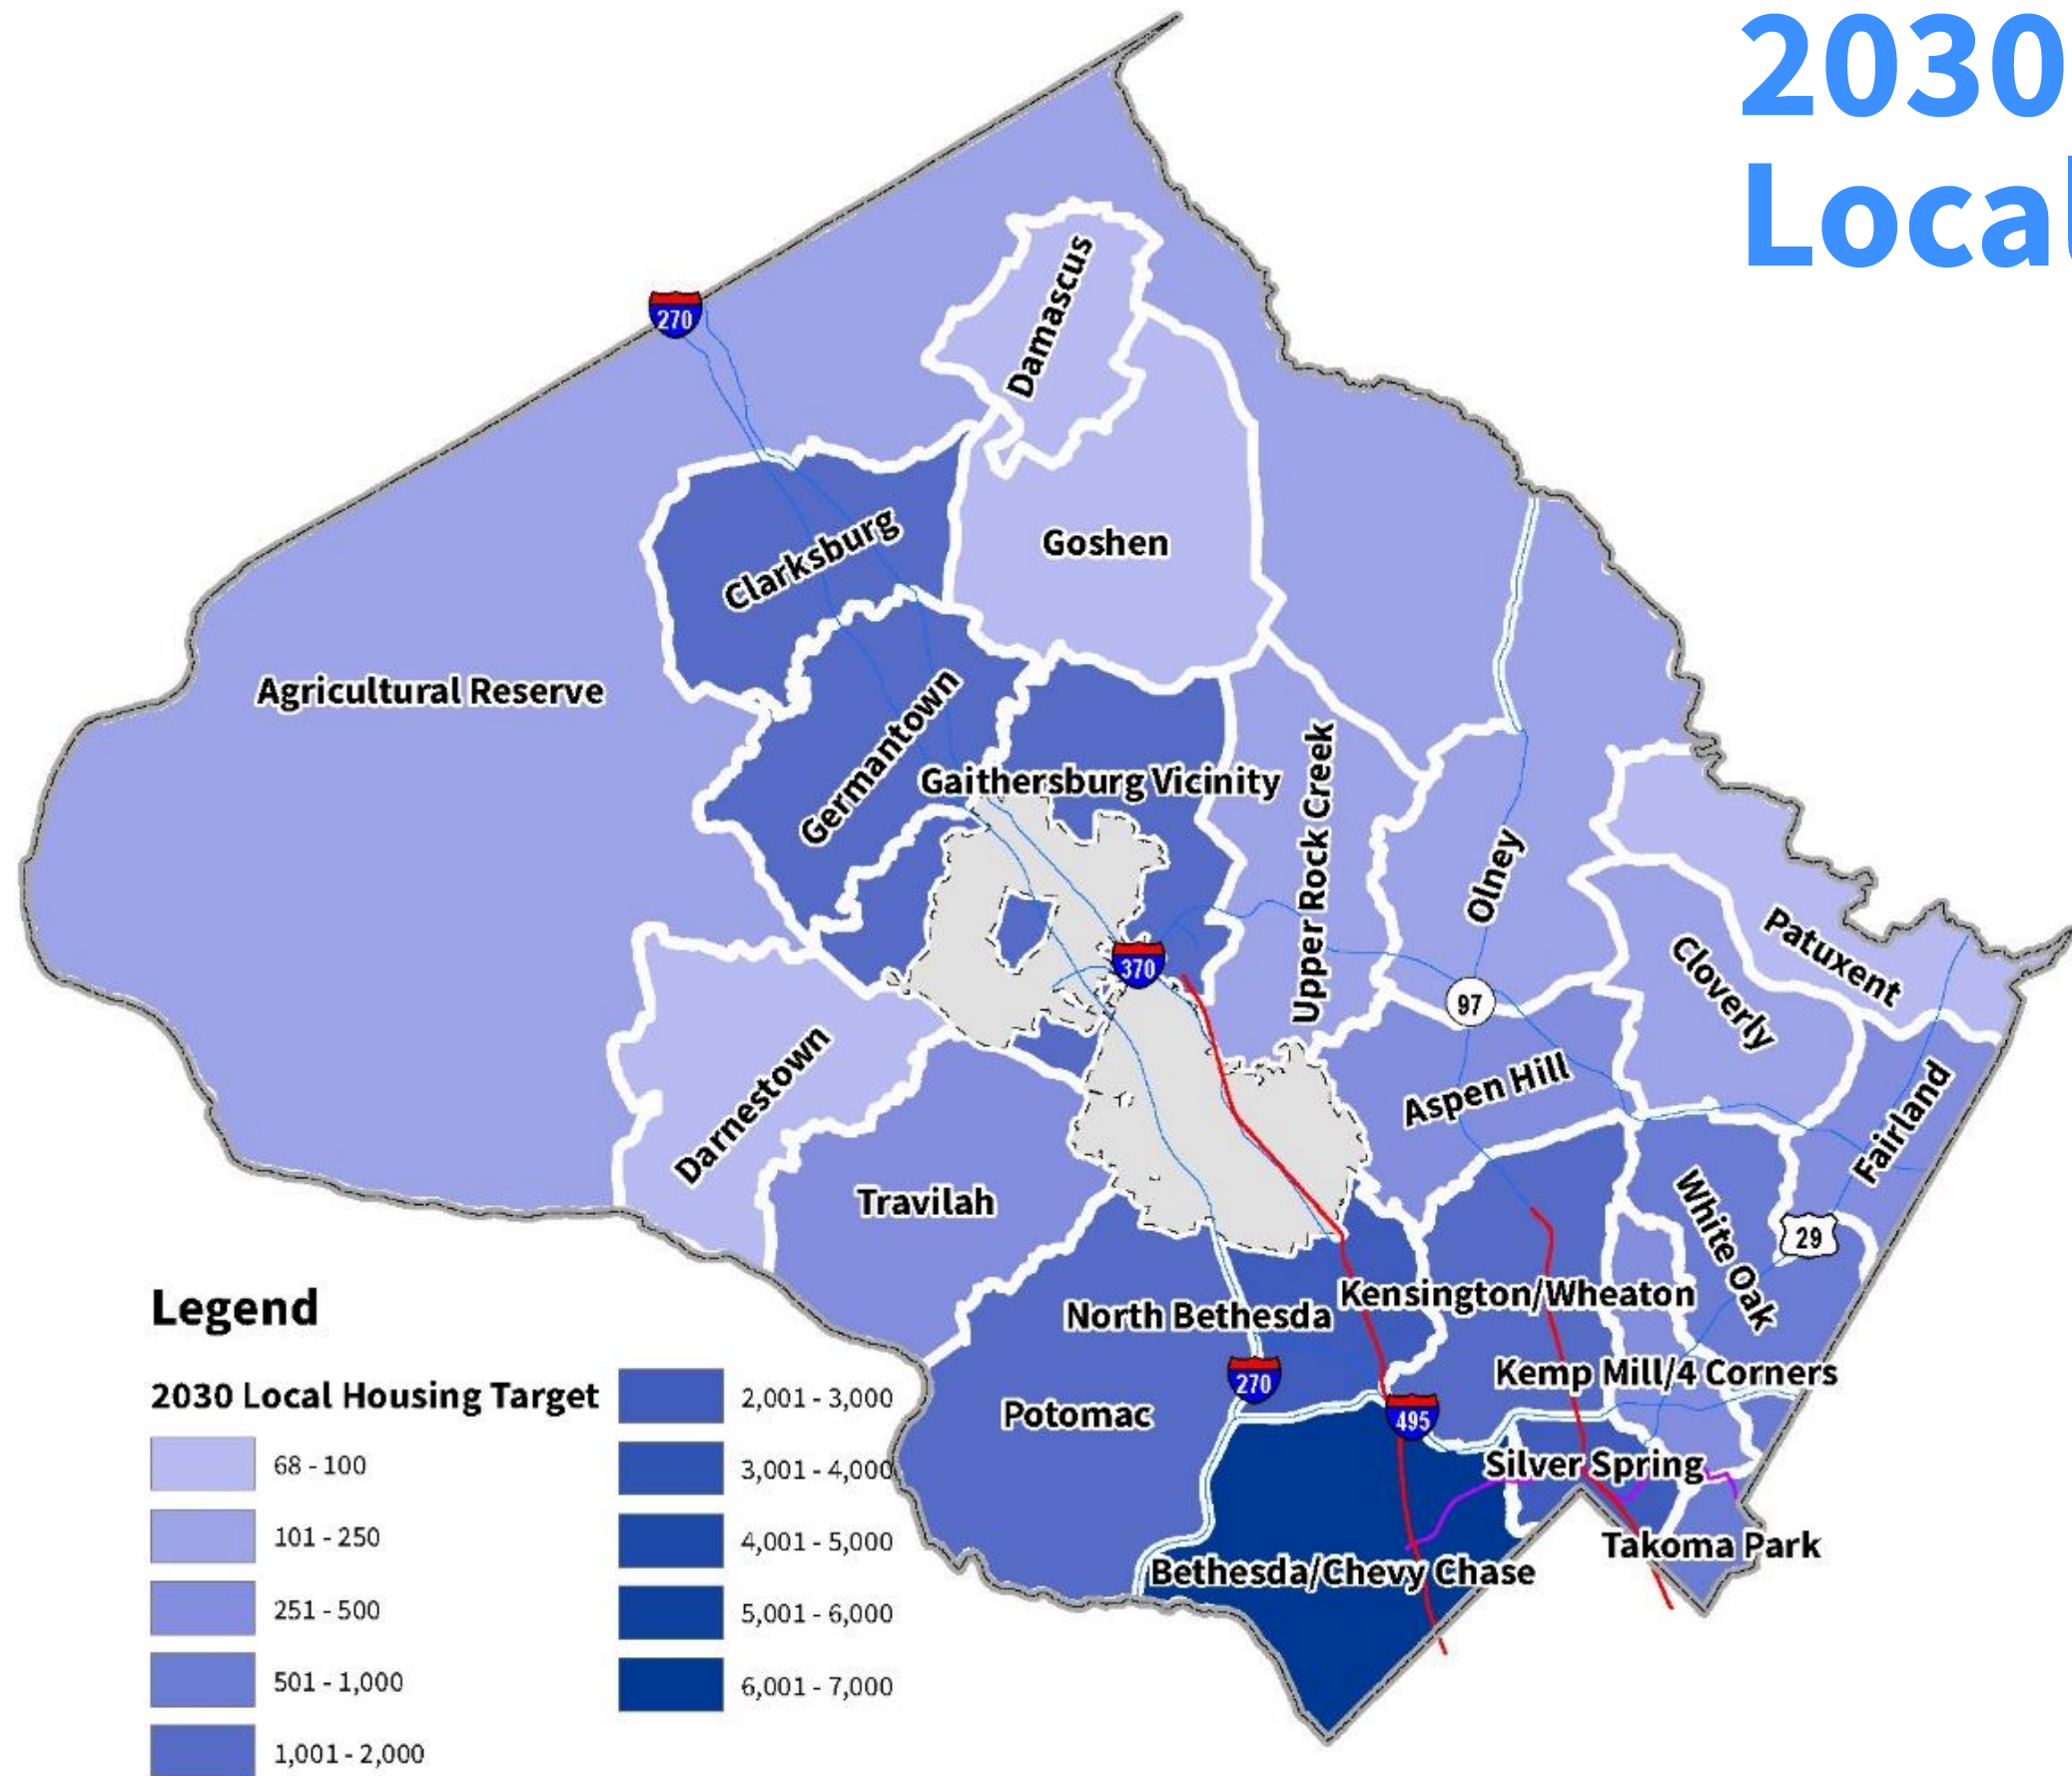 2030
Local
270
Damascus
Clarksburg
Goshen
Agricultural Reserve
Germantown
Gaithersburg Vicinity
Upper Rock Creek
Olney
Patuxent
Cloverly
370
97
Darnestown
Aspen Hill
Fairland
Travilah
White Oak
29
North Bethesda
Kensington/Wheaton
270
Kemp Mill/4 Corners
Potomac
495
Silver Spring
Takoma Park
Bethesda/Chevy Chase
Legend
2030 Local Housing Target
68 - 100
101 - 250
251 - 500
501 - 1,000
1,001 - 2,000
2,001 - 3,000
3,001 - 4,000
4,001 - 5,000
5,001 - 6,000
6,001 - 7,000